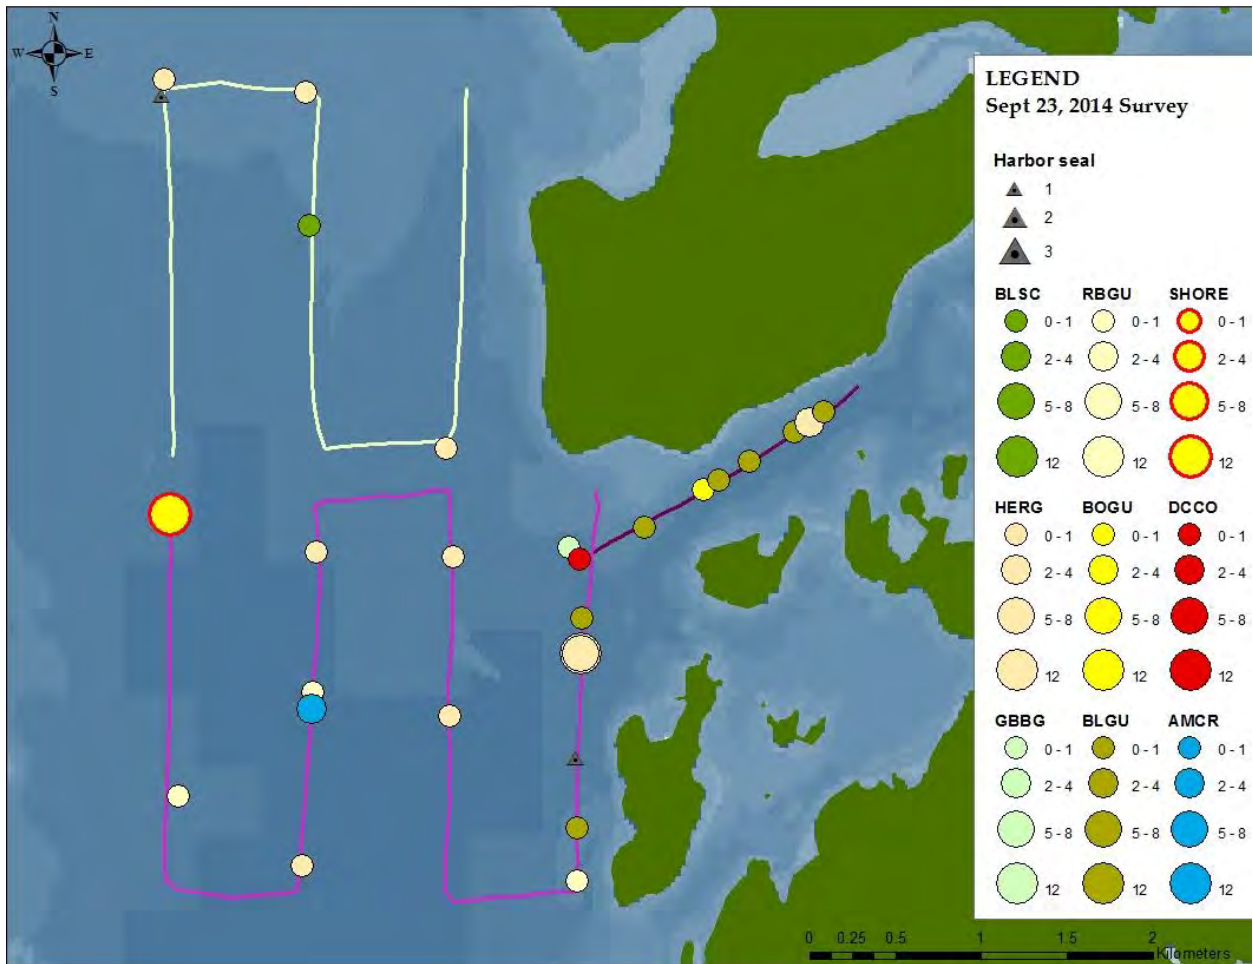 N
W E
S
LEGEND
Sept 23, 2014 Survey
Harbor seal
1
2
3
BLSC RBGU SHORE
0 - 1 0 - 1 0 - 1
2 - 4 2 - 4 2 - 4
5 - 8 5 - 8 5 - 8
12 12 12
HERG BOGU DCCO
0 - 1 0 - 1 0 - 1
2 - 4 2 - 4 2 - 4
5 - 8 5 - 8 5 - 8
12 12 12
GBBG BLGU AMCR
0 - 1 0 - 1 0 - 1
2 - 4 2 - 4 2 - 4
5 - 8 5 - 8 5 - 8
12 12 12
0 0.25 0.5 1 1.5 2
Kilometers